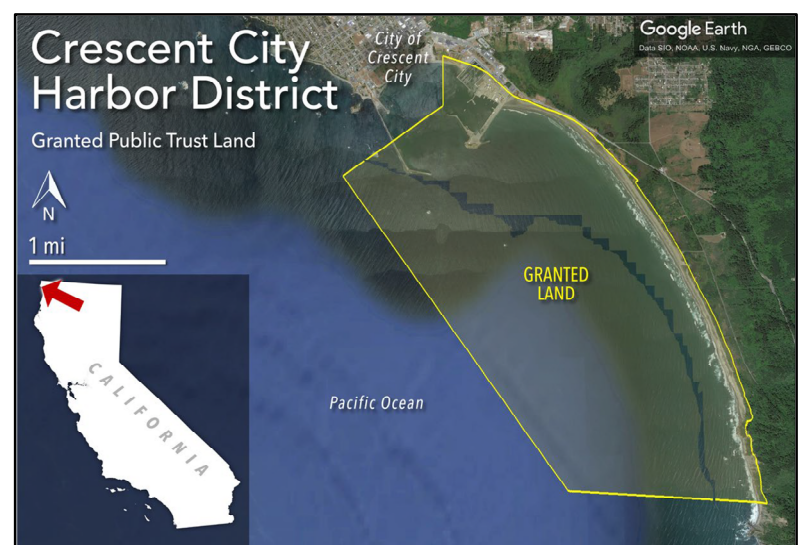 Crescent City
Harbor District
Granted Public Trust Land
N
1 mi
City of
Crescent
City
Google Earth
Data SIO, NOAA, U.S. Navy, NGA, GEBCO
GRANTED
LAND
Pacific Ocean
CALIFORNIA